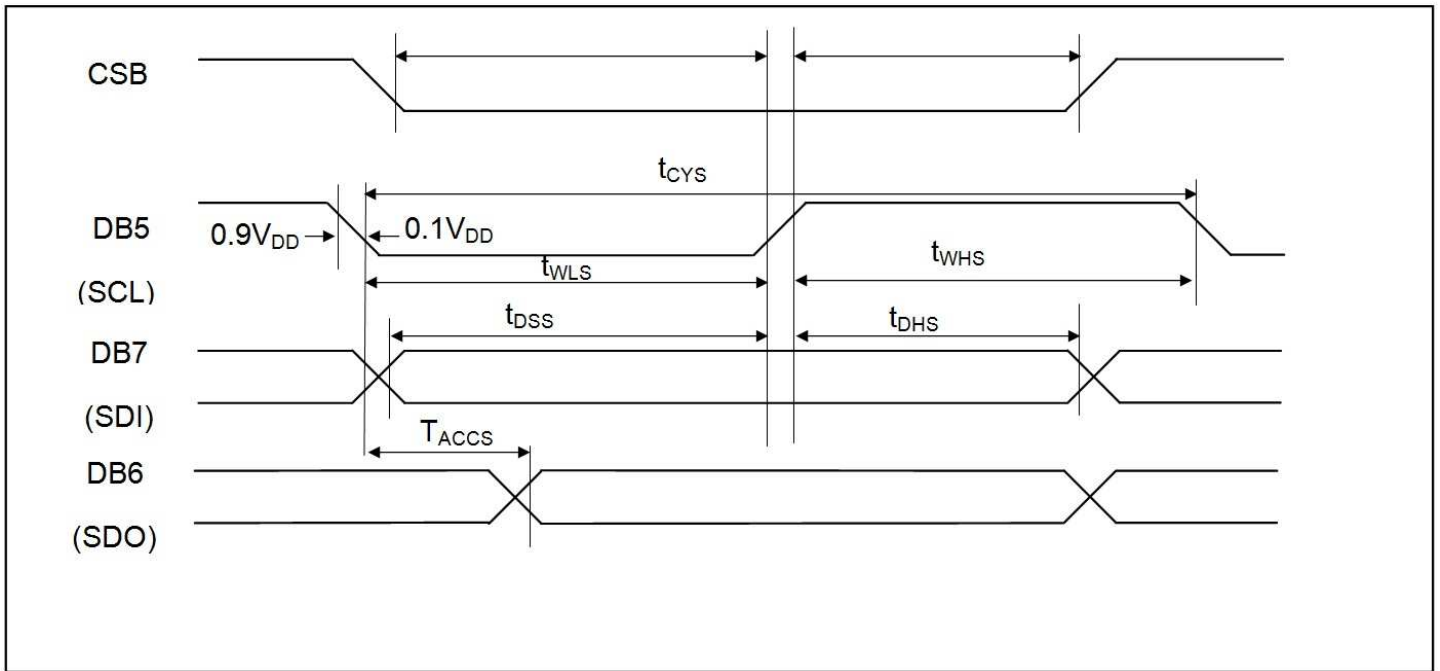 CSB
tCYS
DB5
0.9VDD
0.1VDD
tWLS
tWHS
(SCL)
tDSS
tDHS
DB7
(SDI)
TACCS
DB6
(SDO)